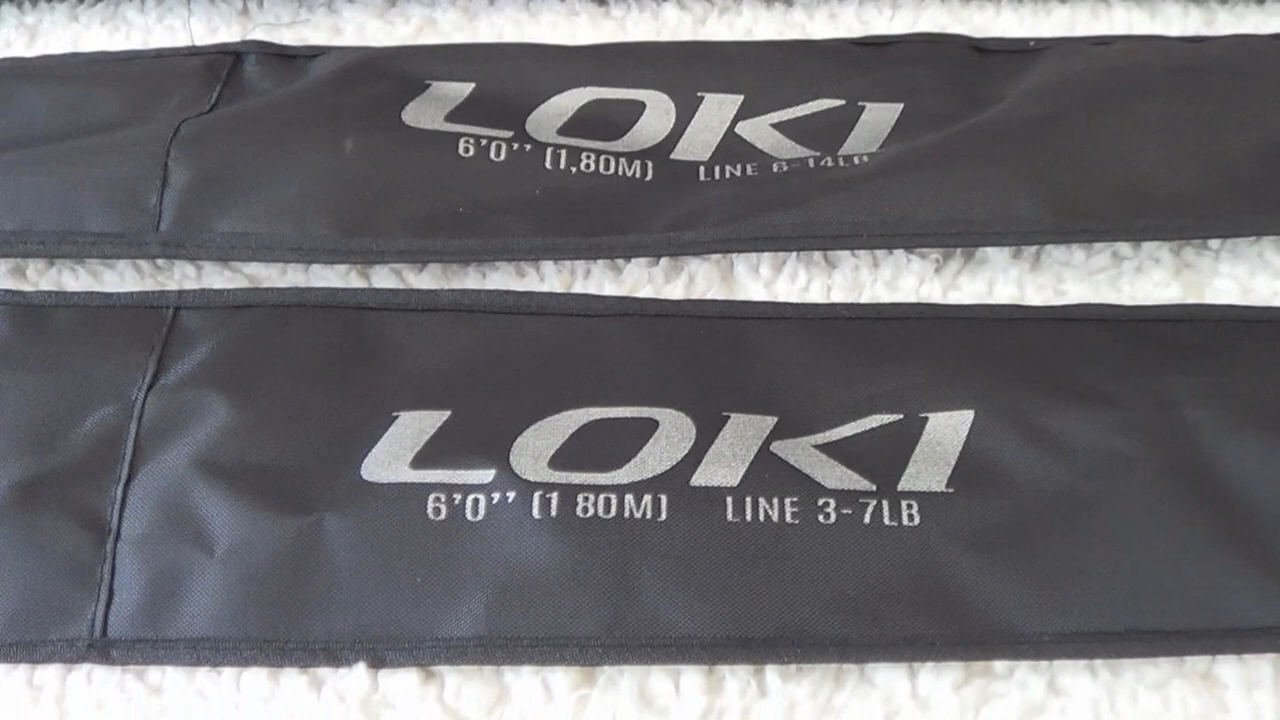 LOKI
6'0'' (1,80M) LINE 6-14LB
LOKI
6'0'' (1 80M) LINE 3-7LB